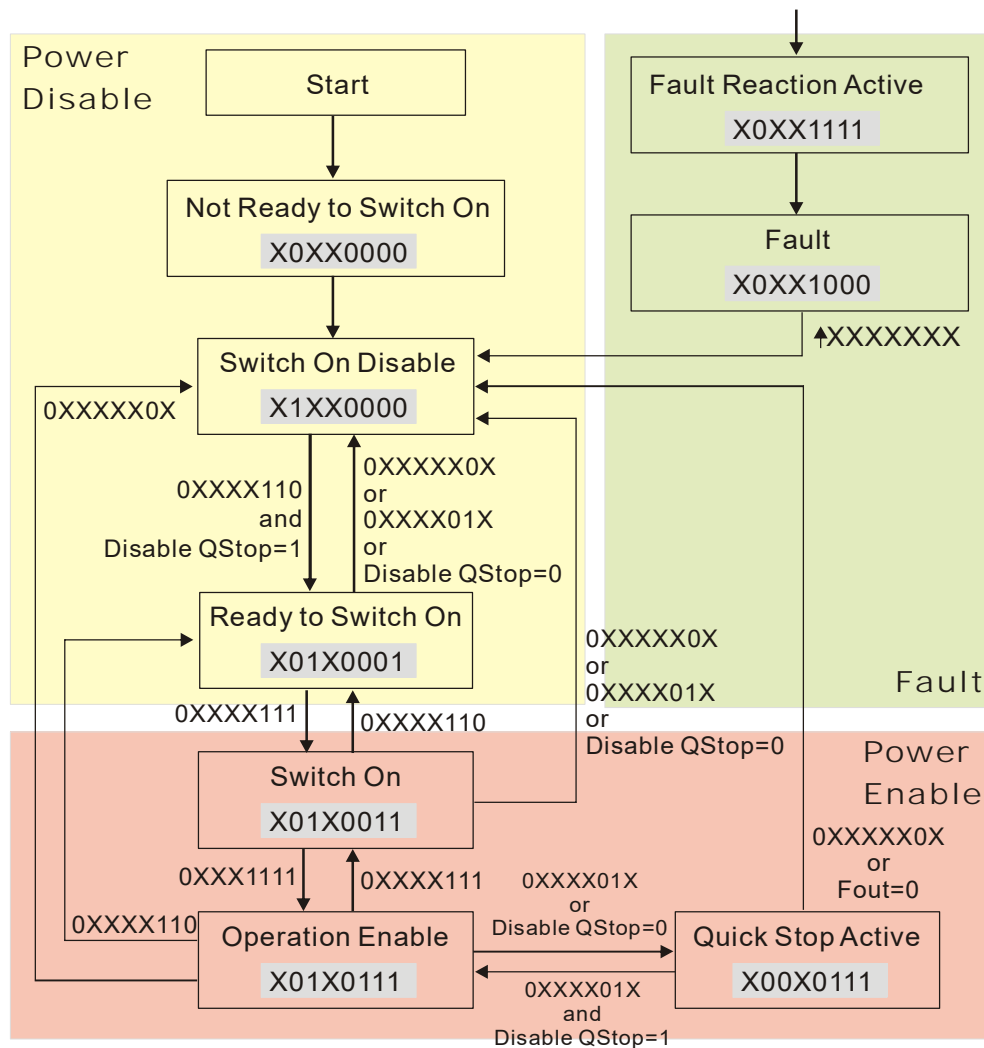 Power
Disable
Start
Not Ready to Switch On
X0XX0000
Switch On Disable
X1XX0000
0XXXXX0X
0XXXX110
and
Disable QStop=1
0XXXXX0X
or
0XXXX01X
or
Disable QStop=0
Ready to Switch On
X01X0001
Fault Reaction Active
X0XX1111
Fault
X0XX1000
XXXXXXX
Fault
0XXXXX0X
or
0XXXX01X
or
Disable QStop=0
0XXXX111
0XXXX110
Power
Enable
Switch On
X01X0011
0XXX1111
0XXXX111
0XXXX110
Operation Enable
X01X0111
0XXXX01X
or
Disable QStop=0
0XXXX01X
and
Disable QStop=1
0XXXXX0X
or
Fout=0
Quick Stop Active
X00X0111